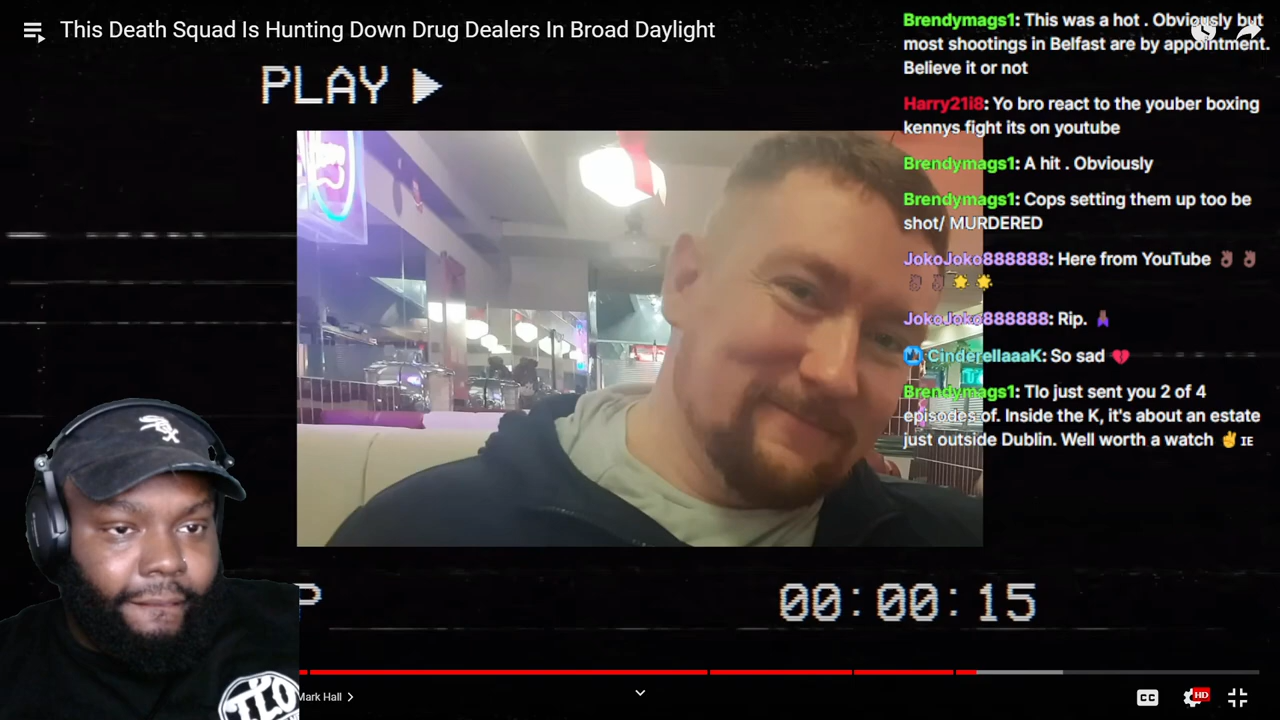 This Death Squad Is Hunting Down Drug Dealers In Broad Daylight
PLAY
Brendymags1: This was a hot . Obviously but
most shootings in Belfast are by appointment.
Believe it or not
Harry21i8: Yo bro react to the youber boxing
kennys fight its on youtube
Brendymags1: A hit . Obviously
Brendymags1: Cops setting them up too be
shot/ MURDERED
JokoJoko888888: Here from YouTube 👌🏿 👌🏿
🌟 🌟
JokoJoko888888: Rip.
CinderellaaaK: So sad 💔
Brendymags1: Tlo just sent you 2 of 4
episodes of. Inside the K, it's about an estate
just outside Dublin. Well worth a watch ✌️ IE
P
00:00:15
TLO
Mark Hall
CC
HD